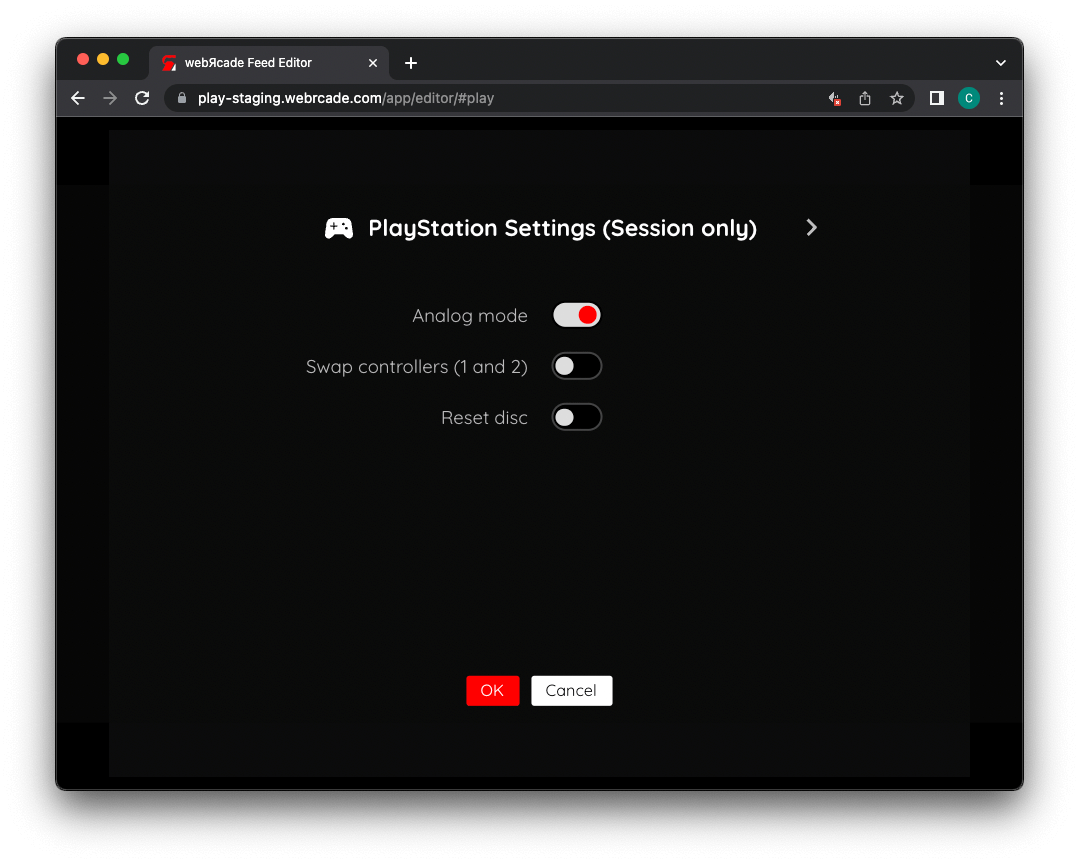 webЯcade Feed Editor
play-staging.webrcade.com/app/editor/#play
C
PlayStation Settings (Session only)
Analog mode
Swap controllers (1 and 2)
Reset disc
OK
Cancel